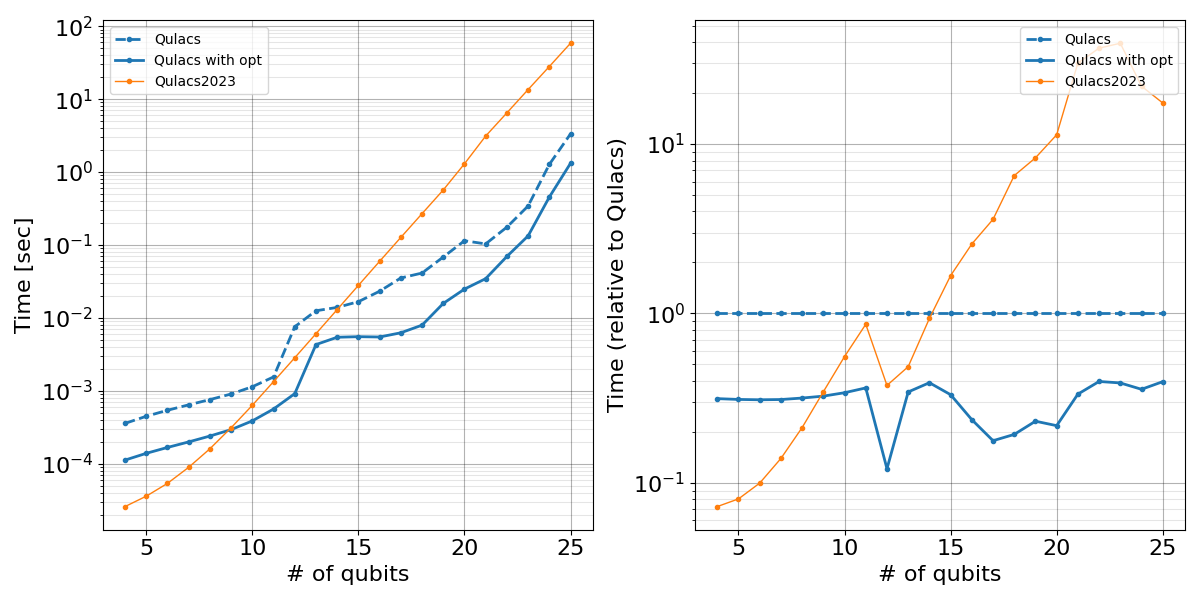 Time [sec]
10^2
10^1
10^0
10^−1
10^−2
10^−3
10^−4
Qulacs
Qulacs with opt
Qulacs2023
5 10 15 20 25
# of qubits
Time (relative to Qulacs)
10^1
10^0
10^−1
Qulacs
Qulacs with opt
Qulacs2023
5 10 15 20 25
# of qubits